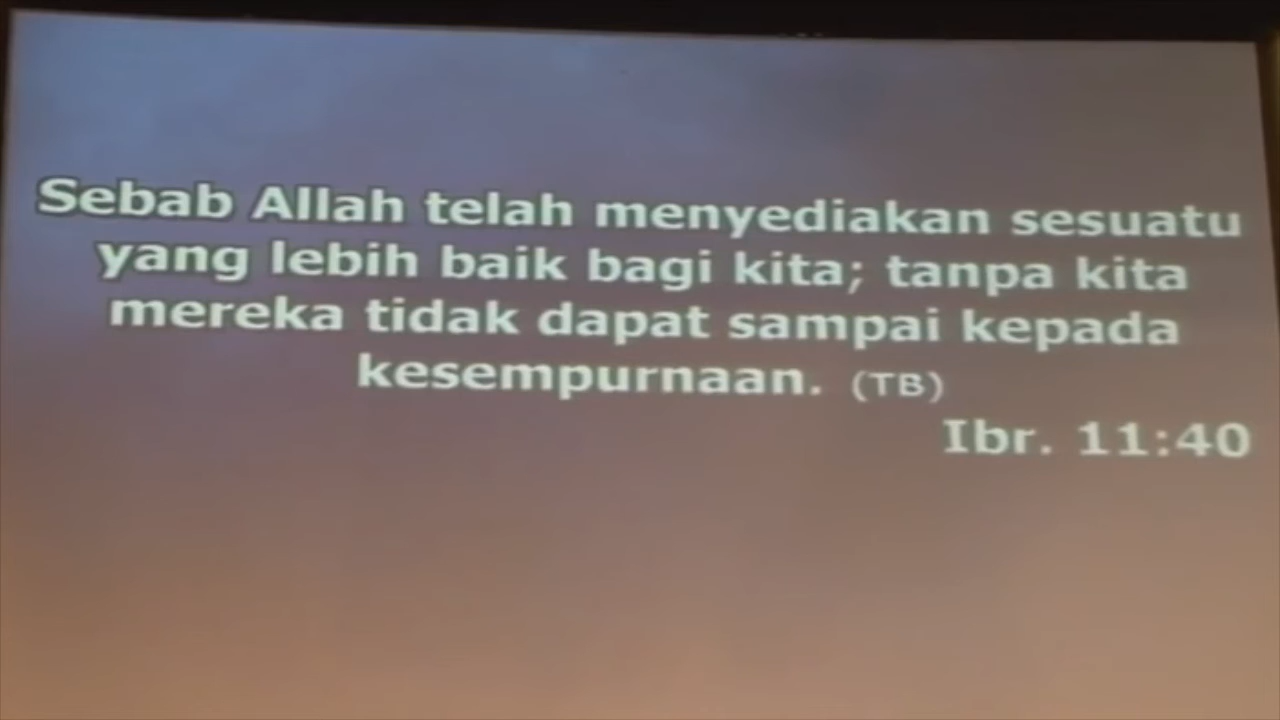 Sebab Allah telah menyediakan sesuatu
yang lebih baik bagi kita; tanpa kita
mereka tidak dapat sampai kepada
kesempurnaan. (TB)
Ibr. 11:40